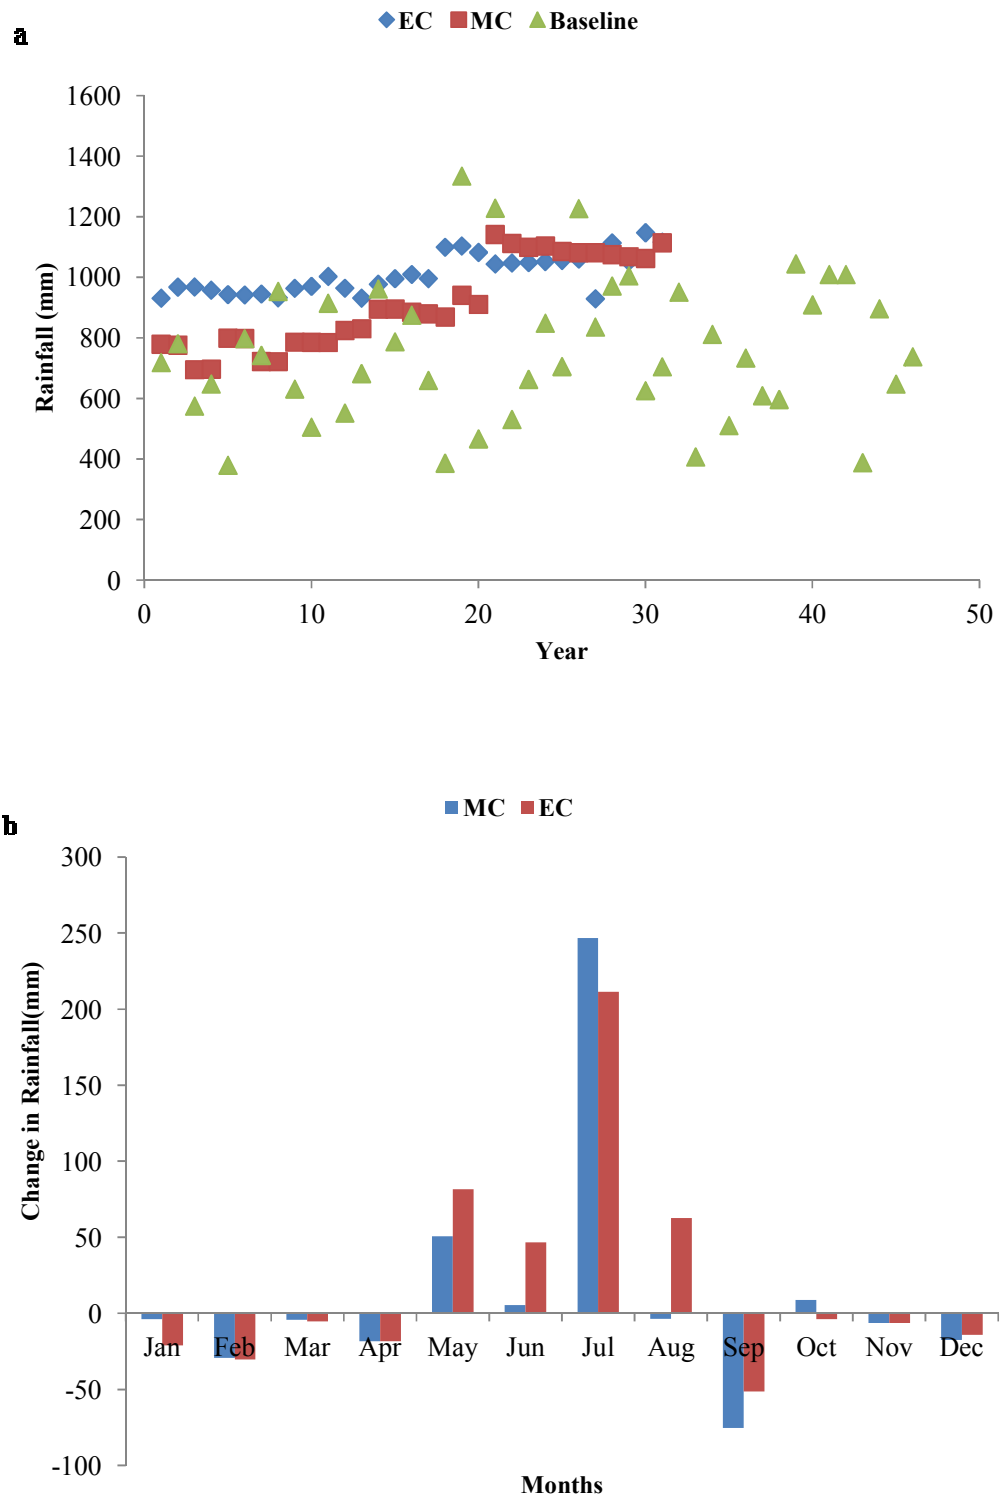 a
EC MC Baseline
Rainfall (mm)
1600
1400
1200
1000
800
600
400
200
0
0 10 20 30 40 50
Year
b
MC EC
Change in Rainfall(mm)
300
250
200
150
100
50
0
-50
-100
Jan Feb Mar Apr May Jun Jul Aug Sep Oct Nov Dec
Months